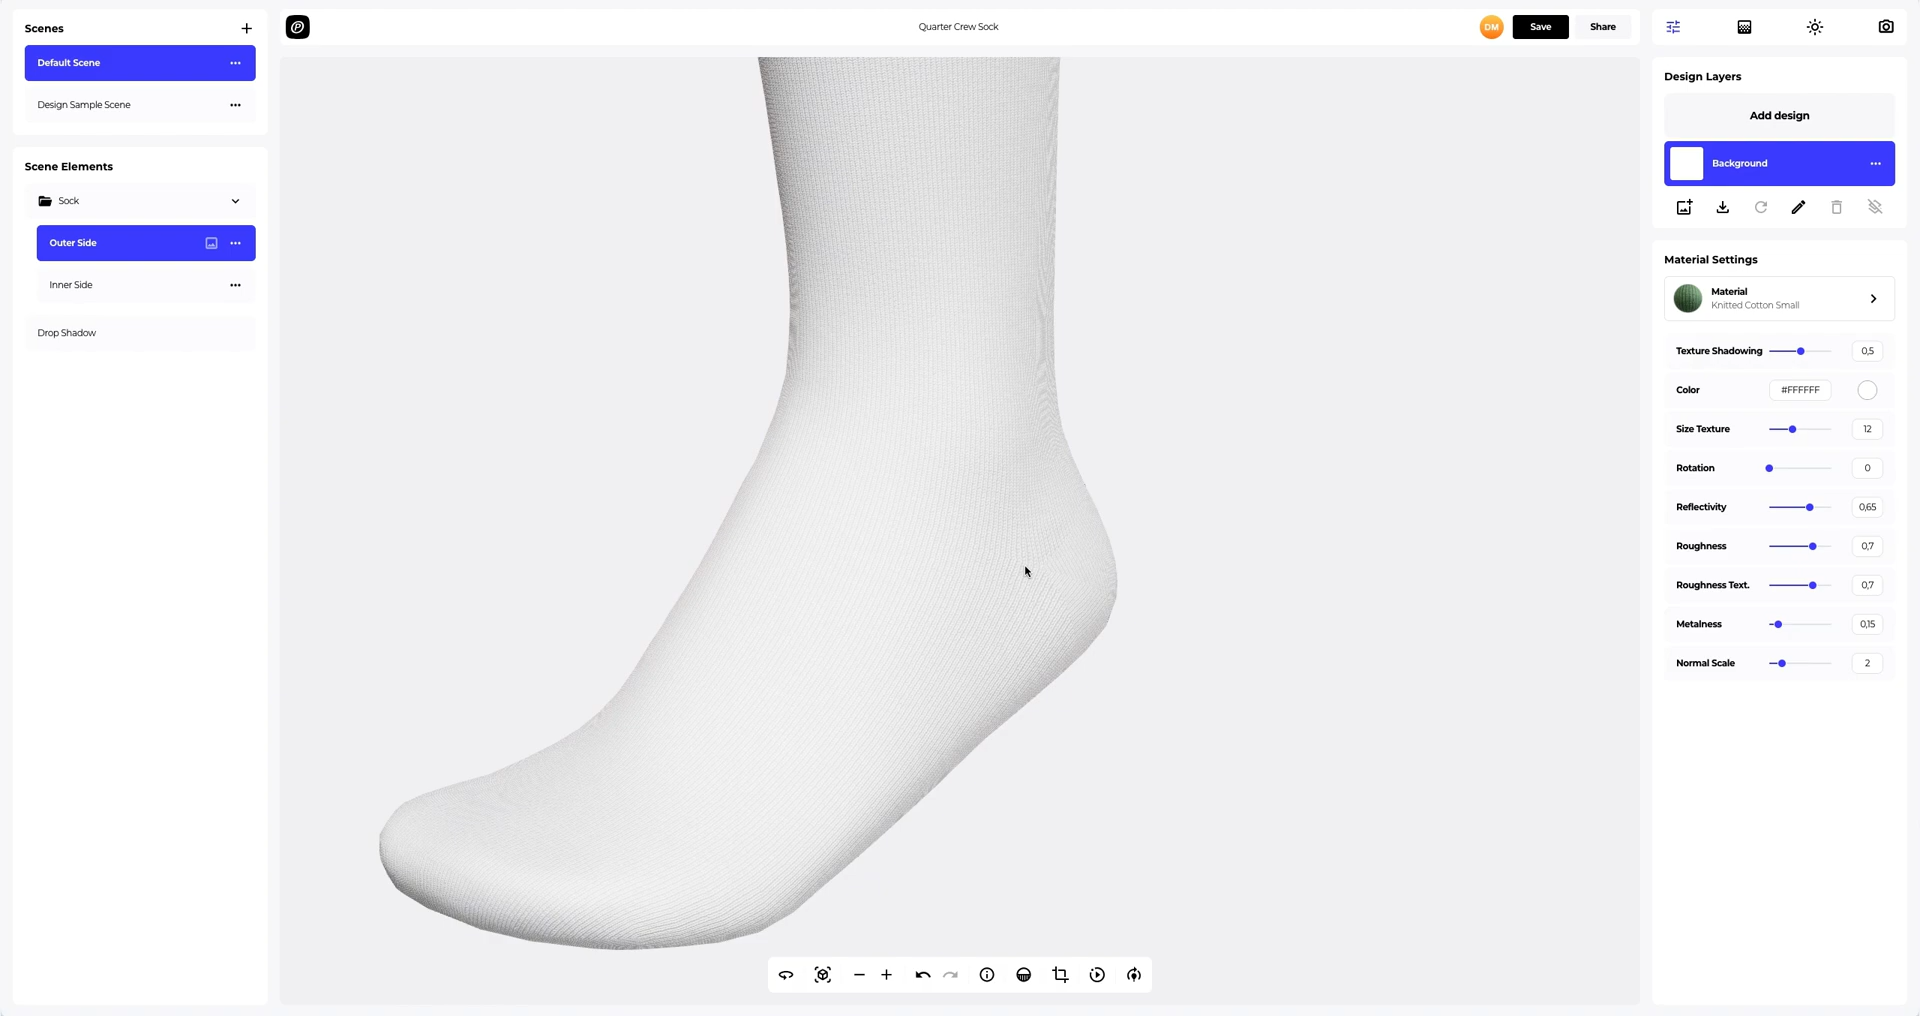 Scenes
Default Scene
Design Sample Scene
Scene Elements
Sock
Outer Side
Inner Side
Drop Shadow
Quarter Crew Sock
DM
Save
Share
Design Layers
Add design
Background
Material Settings
Material
Knitted Cotton Small
Texture Shadowing 0,5
Color #FFFFFF
Size Texture 12
Rotation 0
Reflectivity 0,65
Roughness 0,7
Roughness Text. 0,7
Metalness 0,15
Normal Scale 2